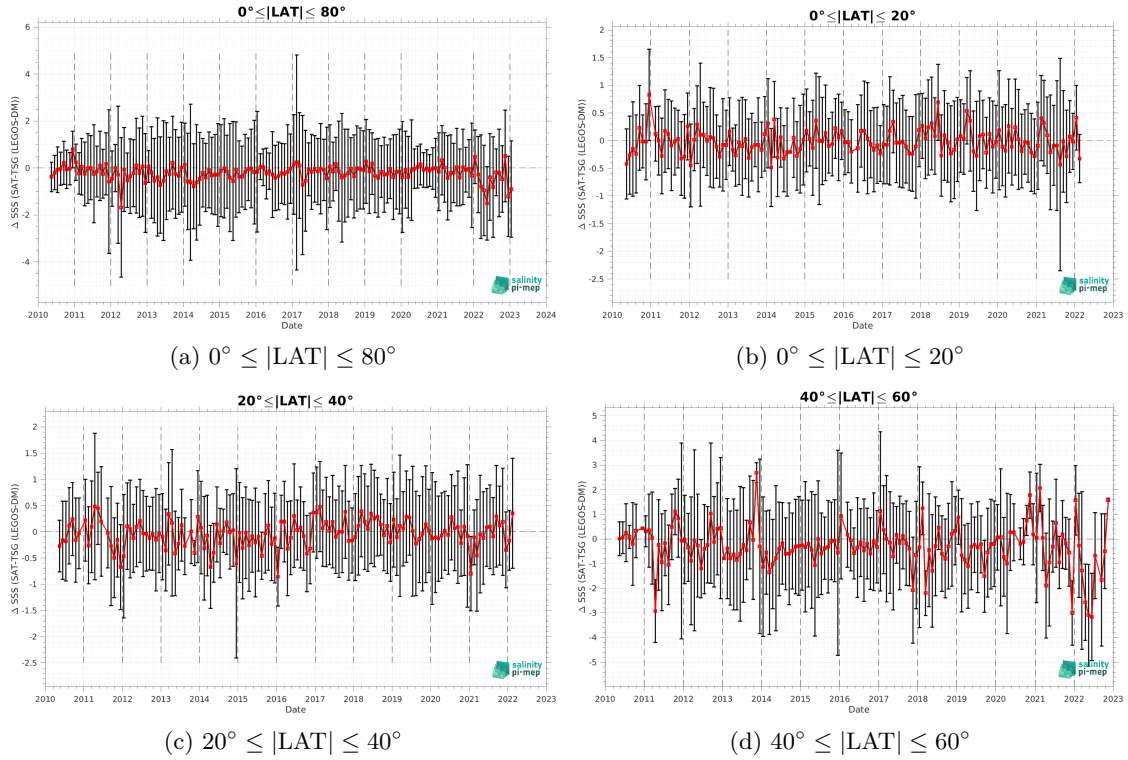 0°≤|LAT|≤ 80°
6
4
2
0
-2
-4
Δ SSS (SAT-TSG (LEGOS-DM))
2010 2011 2012 2013 2014 2015 2016 2017 2018 2019 2020 2021 2022 2023 2024
Date
salinity
pi-mep
(a) 0° ≤ |LAT| ≤ 80°
0°≤|LAT|≤ 20°
2
1.5
1
0.5
0
-0.5
-1
-1.5
-2
-2.5
Δ SSS (SAT-TSG (LEGOS-DM))
2010 2011 2012 2013 2014 2015 2016 2017 2018 2019 2020 2021 2022 2023
Date
salinity
pi-mep
(b) 0° ≤ |LAT| ≤ 20°
20°≤|LAT|≤ 40°
2
1.5
1
0.5
0
-0.5
-1
-1.5
-2
-2.5
Δ SSS (SAT-TSG (LEGOS-DM))
2010 2011 2012 2013 2014 2015 2016 2017 2018 2019 2020 2021 2022 2023
Date
salinity
pi-mep
(c) 20° ≤ |LAT| ≤ 40°
40°≤|LAT|≤ 60°
5
4
3
2
1
0
-1
-2
-3
-4
-5
Δ SSS (SAT-TSG (LEGOS-DM))
2010 2011 2012 2013 2014 2015 2016 2017 2018 2019 2020 2021 2022 2023
Date
salinity
pi-mep
(d) 40° ≤ |LAT| ≤ 60°